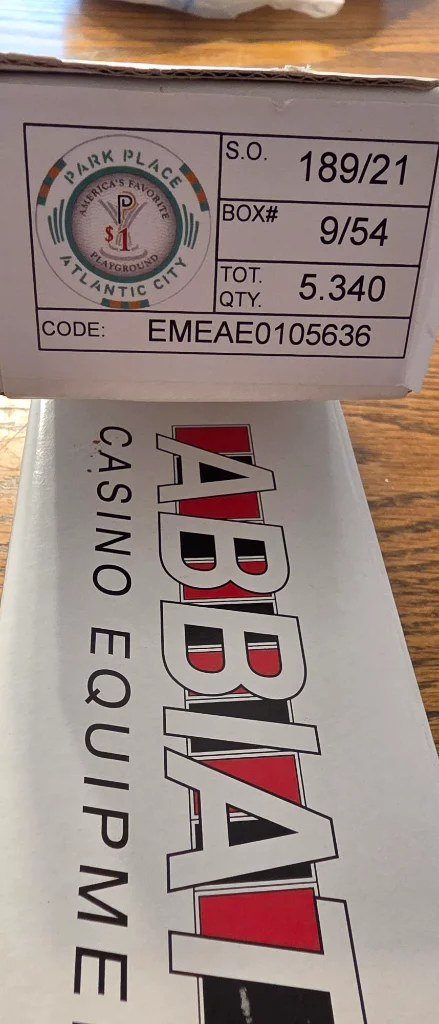 PARK PLACE
AMERICA'S FAVORITE
P
$1
PLAYGROUND
ATLANTIC CITY
S.O. 189/21
BOX# 9/54
TOT. QTY. 5.340
CODE: EMEAE0105636
ABBIAT
CASINO EQUIPME